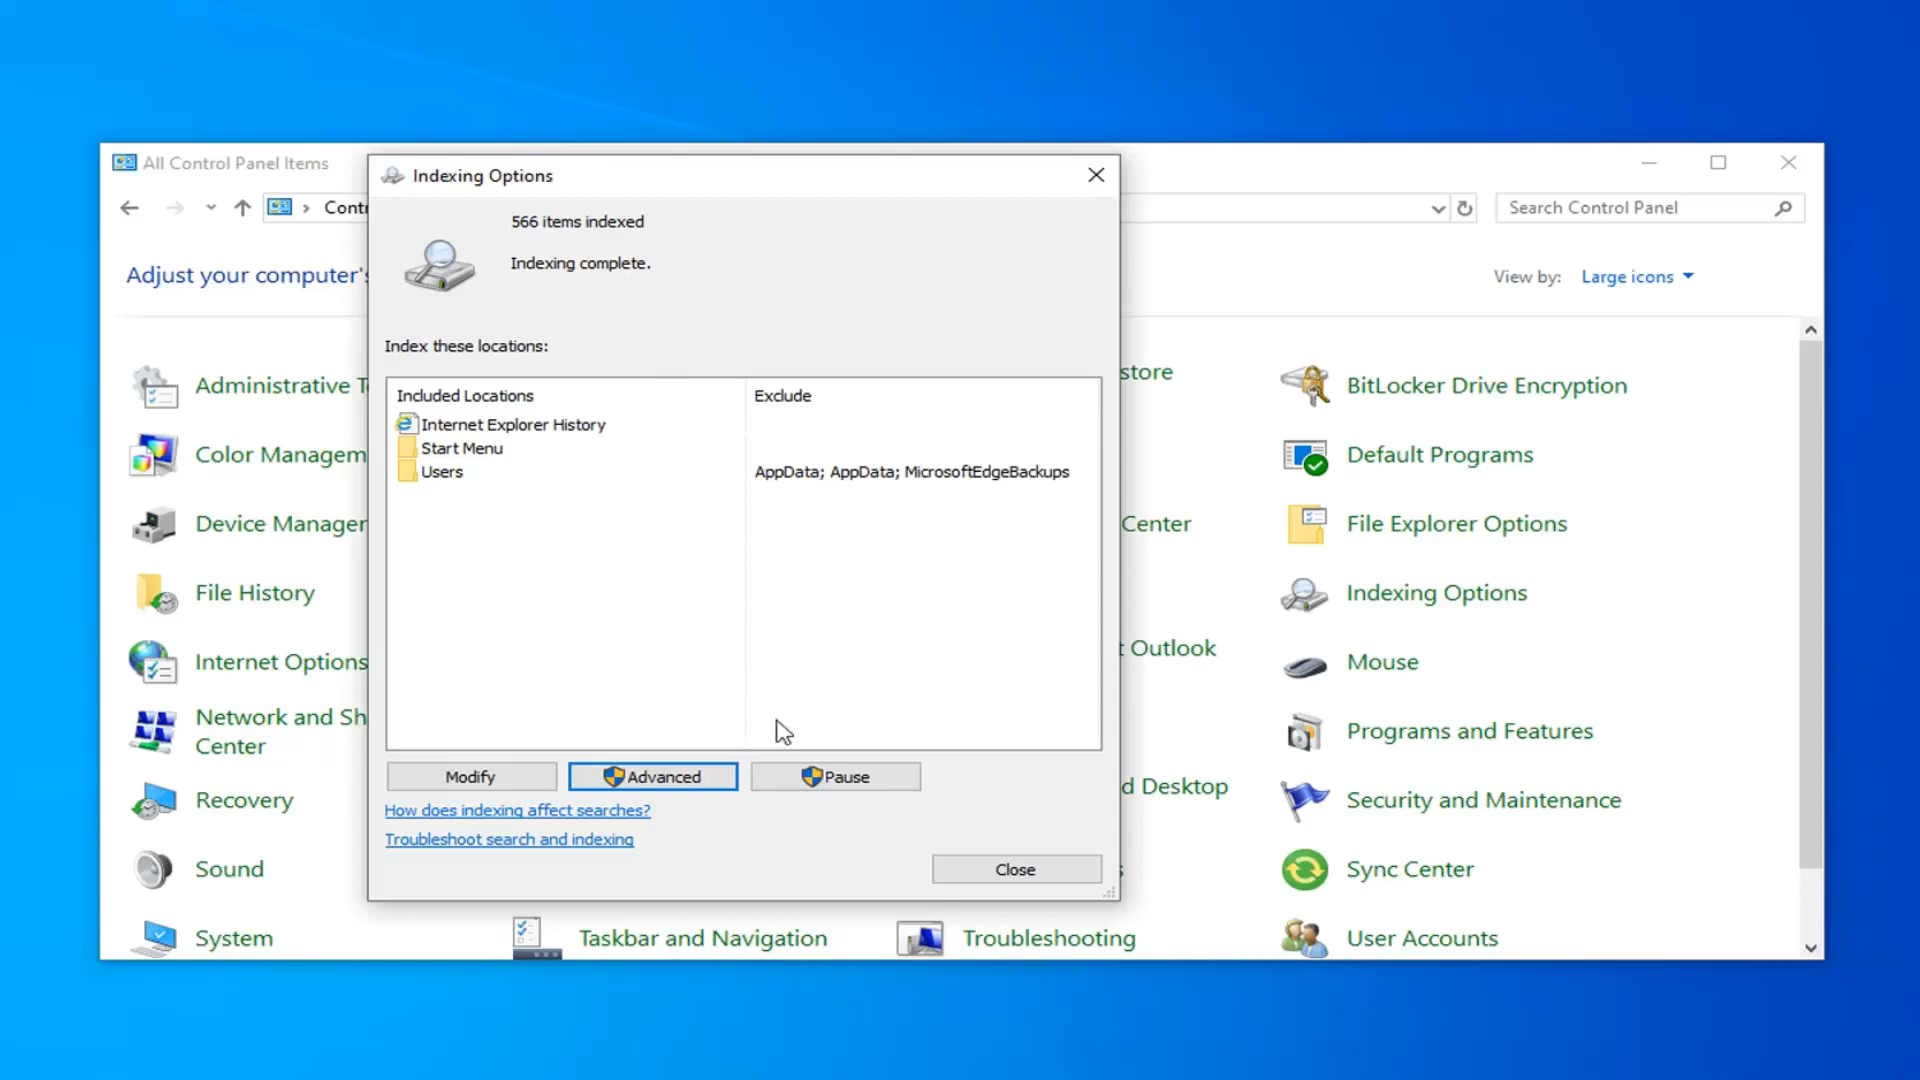 All Control Panel Items
Indexing Options
Contr
Search Control Panel
566 items indexed
Indexing complete.
Adjust your computer's
View by: Large icons
Index these locations:
Included Locations Exclude
Internet Explorer History
Start Menu
Users AppData; AppData; MicrosoftEdgeBackups
Modify
Advanced
Pause
How does indexing affect searches?
Troubleshoot search and indexing
Close
Administrative T
store
BitLocker Drive Encryption
Color Managem
Default Programs
Device Manager
Center
File Explorer Options
File History
Indexing Options
Internet Options
t Outlook
Mouse
Network and Sh
Center
Programs and Features
Recovery
d Desktop
Security and Maintenance
Sound
s
Sync Center
System
Taskbar and Navigation
Troubleshooting
User Accounts